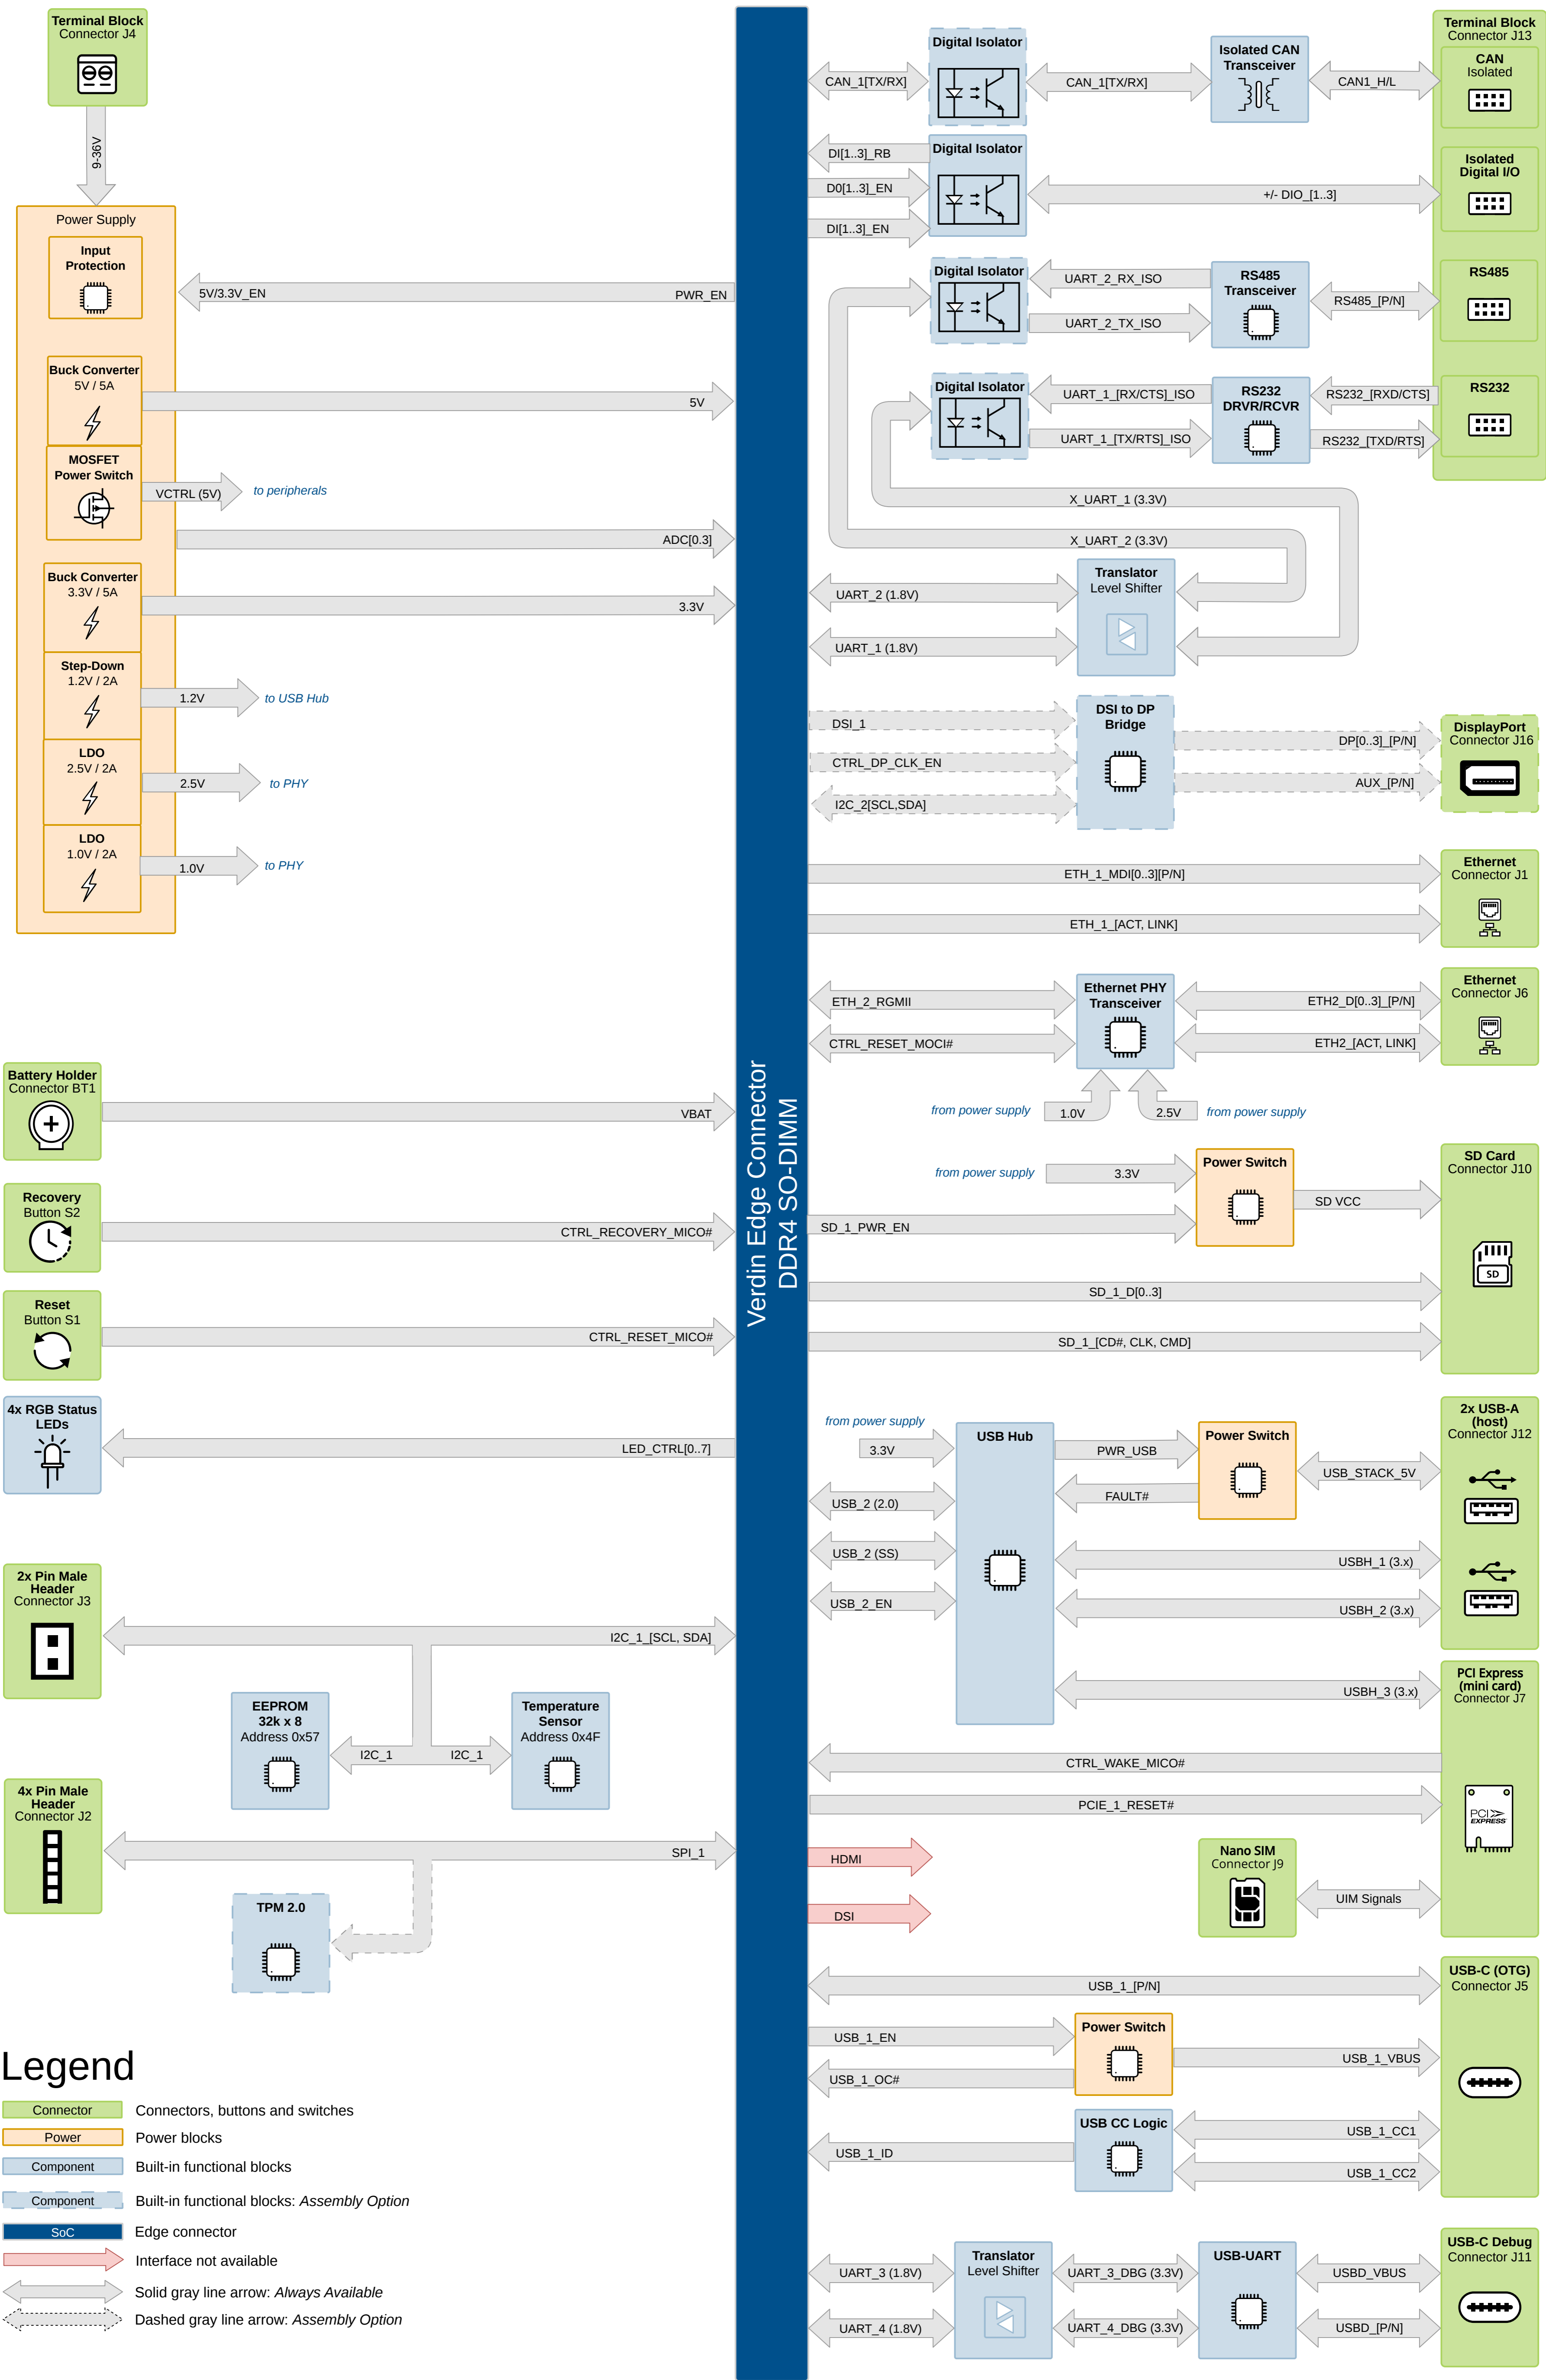 Terminal Block
Connector J4
9-36V
Power Supply
Input
Protection
5V/3.3V_EN
PWR_EN
Buck Converter
5V / 5A
5V
MOSFET
Power Switch
VCTRL (5V)
to peripherals
ADC[0.3]
Buck Converter
3.3V / 5A
3.3V
Step-Down
1.2V / 2A
1.2V
to USB Hub
LDO
2.5V / 2A
2.5V
to PHY
LDO
1.0V / 2A
1.0V
to PHY
Battery Holder
Connector BT1
VBAT
Recovery
Button S2
CTRL_RECOVERY_MICO#
Reset
Button S1
CTRL_RESET_MICO#
4x RGB Status
LEDs
LED_CTRL[0..7]
2x Pin Male
Header
Connector J3
I2C_1_[SCL, SDA]
EEPROM
32k x 8
Address 0x57
I2C_1
I2C_1
Temperature
Sensor
Address 0x4F
4x Pin Male
Header
Connector J2
SPI_1
TPM 2.0
Legend
Connector
Connectors, buttons and switches
Power
Power blocks
Component
Built-in functional blocks
Component
Built-in functional blocks: Assembly Option
SoC
Edge connector
Interface not available
Solid gray line arrow: Always Available
Dashed gray line arrow: Assembly Option
Verdin Edge Connector
DDR4 SO-DIMM
CAN_1[TX/RX]
Digital Isolator
CAN_1[TX/RX]
Isolated CAN
Transceiver
CAN1_H/L
Terminal Block
Connector J13
CAN
Isolated
DI[1..3]_RB
D0[1..3]_EN
DI[1..3]_EN
Digital Isolator
+/- DIO_[1..3]
Isolated
Digital I/O
Digital Isolator
UART_2_RX_ISO
UART_2_TX_ISO
RS485
Transceiver
RS485_[P/N]
RS485
Digital Isolator
UART_1_[RX/CTS]_ISO
UART_1_[TX/RTS]_ISO
RS232
DRVR/RCVR
RS232_[RXD/CTS]
RS232_[TXD/RTS]
RS232
X_UART_1 (3.3V)
X_UART_2 (3.3V)
UART_2 (1.8V)
UART_1 (1.8V)
Translator
Level Shifter
DSI_1
CTRL_DP_CLK_EN
I2C_2[SCL,SDA]
DSI to DP
Bridge
DP[0..3]_[P/N]
AUX_[P/N]
DisplayPort
Connector J16
ETH_1_MDI[0..3][P/N]
ETH_1_[ACT, LINK]
Ethernet
Connector J1
ETH_2_RGMII
CTRL_RESET_MOCI#
Ethernet PHY
Transceiver
ETH2_D[0..3]_[P/N]
ETH2_[ACT, LINK]
Ethernet
Connector J6
from power supply
1.0V
2.5V
from power supply
from power supply
3.3V
SD_1_PWR_EN
Power Switch
SD VCC
SD_1_D[0..3]
SD_1_[CD#, CLK, CMD]
SD Card
Connector J10
SD
from power supply
3.3V
USB_2 (2.0)
USB_2 (SS)
USB_2_EN
USB Hub
PWR_USB
FAULT#
Power Switch
USB_STACK_5V
USBH_1 (3.x)
USBH_2 (3.x)
USBH_3 (3.x)
2x USB-A
(host)
Connector J12
PCI Express
(mini card)
Connector J7
PCI
EXPRESS
CTRL_WAKE_MICO#
PCIE_1_RESET#
HDMI
DSI
Nano SIM
Connector J9
UIM Signals
USB_1_[P/N]
USB_1_EN
USB_1_OC#
Power Switch
USB_1_VBUS
USB-C (OTG)
Connector J5
USB_1_ID
USB CC Logic
USB_1_CC1
USB_1_CC2
UART_3 (1.8V)
UART_4 (1.8V)
Translator
Level Shifter
UART_3_DBG (3.3V)
UART_4_DBG (3.3V)
USB-UART
USBD_VBUS
USBD_[P/N]
USB-C Debug
Connector J11